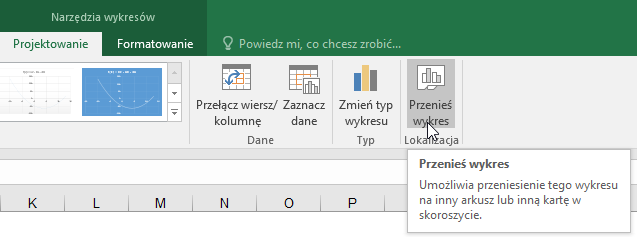 Narzędzia wykresów
Projektowanie Formatowanie Powiedz mi, co chcesz zrobić...
Przełącz wiersz/ kolumnę
Zaznacz dane
Zmień typ wykresu
Przenieś wykres
Dane Typ Lokalizacja
Przenieś wykres
Umożliwia przeniesienie tego wykresu
na inny arkusz lub inną kartę w
skoroszycie.
K L M N O P